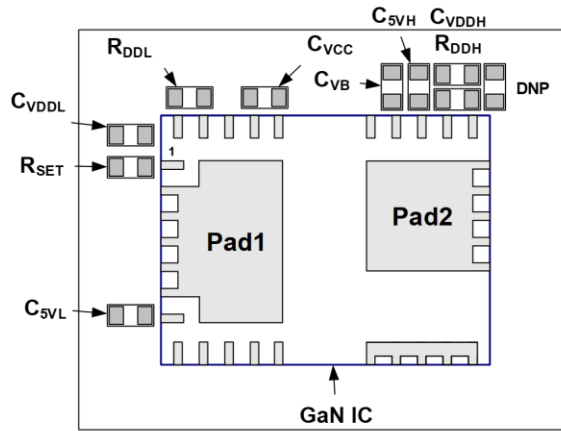 C5VH
CVDDH
RDDL
CVCC
RDDH
CVB
DNP
CVDDL
RSET
1
Pad1
Pad2
C5VL
GaN IC